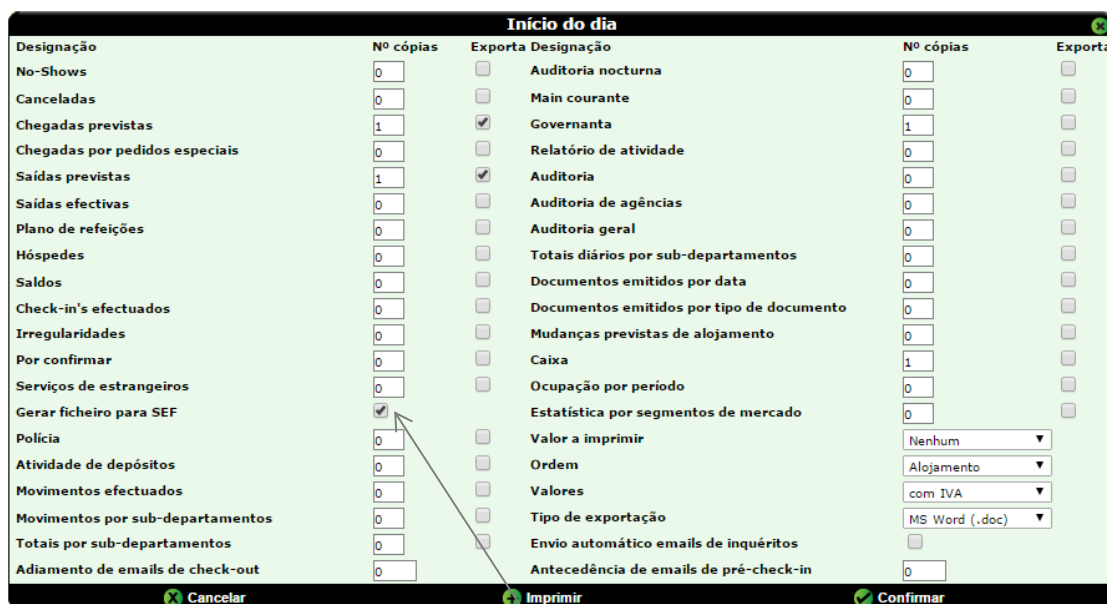 Início do dia
Designação Nº cópias Exporta Designação Nº cópias Exporta
No-Shows 0 Auditoria nocturna 0
Canceladas 0 Main courante 0
Chegadas previstas 1 Governanta 1
Chegadas por pedidos especiais 0 Relatório de atividade 0
Saídas previstas 1 Auditoria 0
Saídas efectivas 0 Auditoria de agências 0
Plano de refeições 0 Auditoria geral 0
Hóspedes 0 Totais diários por sub-departamentos 0
Saldos 0 Documentos emitidos por data 0
Check-in's efectuados 0 Documentos emitidos por tipo de documento 0
Irregularidades 0 Mudanças previstas de alojamento 0
Por confirmar 0 Caixa 1
Serviços de estrangeiros 0 Ocupação por período 0
Gerar ficheiro para SEF Estatística por segmentos de mercado 0
Polícia 0 Valor a imprimir Nenhum
Atividade de depósitos 0 Ordem Alojamento
Movimentos efectuados 0 Valores com IVA
Movimentos por sub-departamentos 0 Tipo de exportação MS Word (.doc)
Totais por sub-departamentos 0 Envio automático emails de inquéritos
Adiamento de emails de check-out 0 Antecedência de emails de pré-check-in 0
Cancelar Imprimir Confirmar